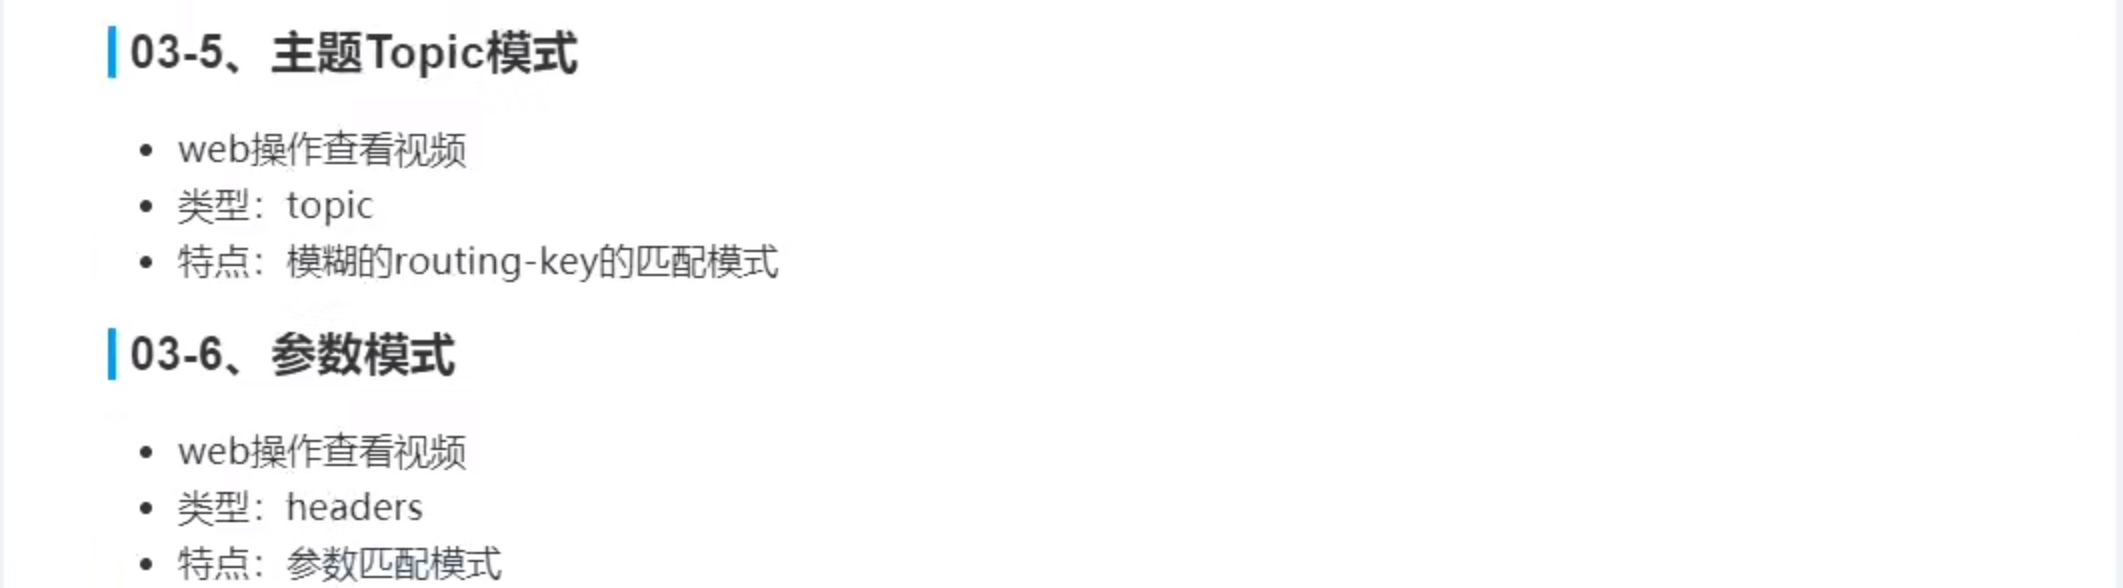 03-5、主题Topic模式
web操作查看视频
类型：topic
特点：模糊的routing-key的匹配模式
03-6、参数模式
web操作查看视频
类型：headers
特点：参数匹配模式